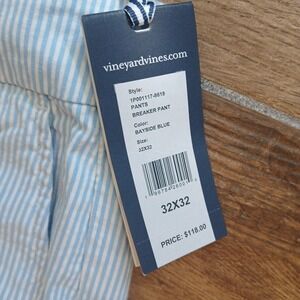 vineyardvines.com
Style:
1P001117-8619
PANTS
BREAKER PANT
Color:
BAYSIDE BLUE
Size:
32X32
32X32
PRICE: $118.00